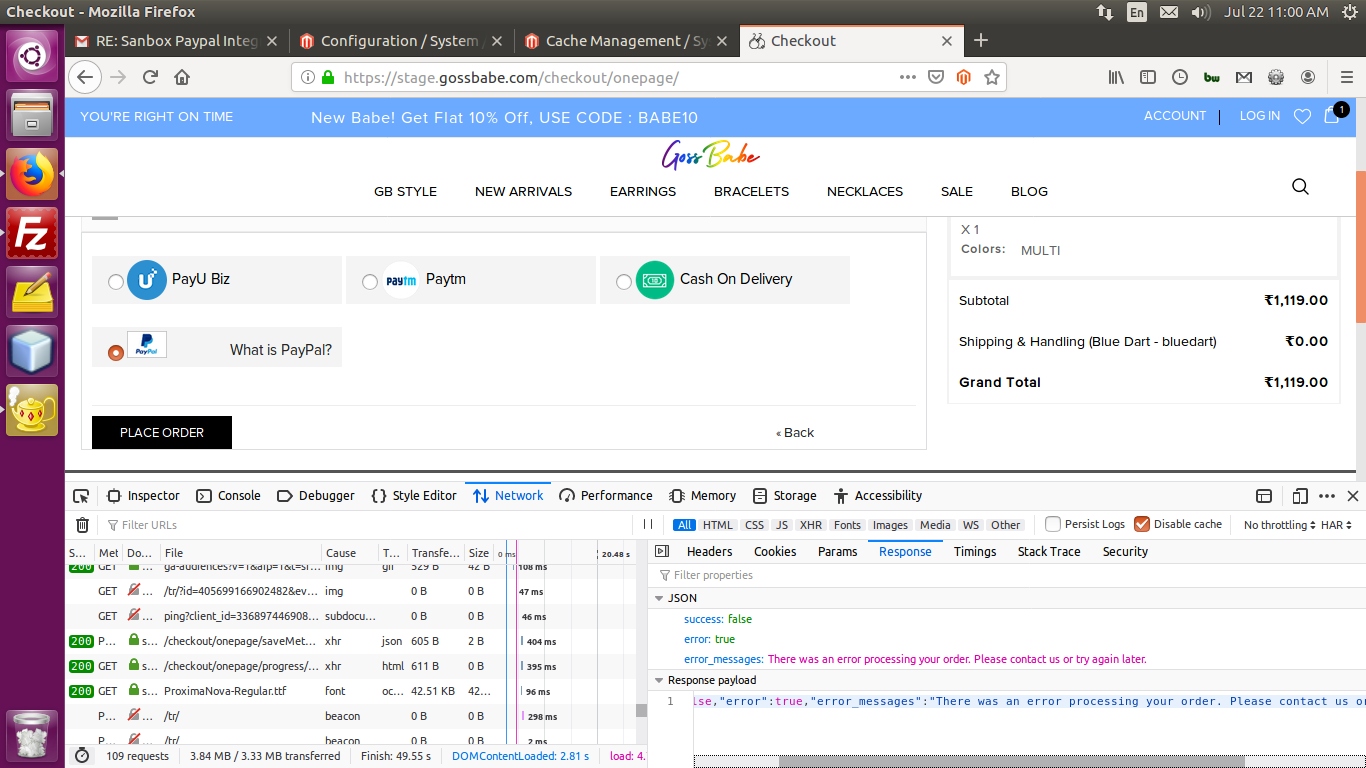 Checkout - Mozilla Firefox
En
Jul 22 11:00 AM
RE: Sanbox Paypal Integ
Configuration / System /
Cache Management / Sy
Checkout
https://stage.gossbabe.com/checkout/onepage/
YOU'RE RIGHT ON TIME
New Babe! Get Flat 10% Off, USE CODE : BABE10
ACCOUNT
LOG IN
1
Goss Babe
GB STYLE
NEW ARRIVALS
EARRINGS
BRACELETS
NECKLACES
SALE
BLOG
PayU Biz
paytm
Paytm
Cash On Delivery
PayPal
What is PayPal?
PLACE ORDER
« Back
X 1
Colors: MULTI
Subtotal ₹1,119.00
Shipping & Handling (Blue Dart - bluedart) ₹0.00
Grand Total ₹1,119.00
Inspector
Console
Debugger
Style Editor
Network
Performance
Memory
Storage
Accessibility
Filter URLs
All HTML CSS JS XHR Fonts Images Media WS Other
Persist Logs
Disable cache
No throttling
HAR
S... Met Do... File Cause T... Transfe... Size 0 ms 20.48 s
200 GET ga-audiences?v=1&aip=1&t=sr... img gif 329 B 42 B 108 ms
GET /tr/?id=405699166902482&ev... img 0 B 0 B 47 ms
GET ping?client_id=336897446908... subdocu... 0 B 0 B 46 ms
200 P... s... /checkout/onepage/saveMet... xhr json 605 B 2 B 404 ms
200 GET s... /checkout/onepage/progress/... xhr html 611 B 0 B 395 ms
200 GET s... ProximaNova-Regular.ttf font oc... 42.51 KB 42... 96 ms
P... /tr/ beacon 0 B 0 B 298 ms
P... /tr/ beacon 0 B 0 B 2 ms
109 requests
3.84 MB / 3.33 MB transferred
Finish: 49.55 s
DOMContentLoaded: 2.81 s
load: 4.
Headers
Cookies
Params
Response
Timings
Stack Trace
Security
Filter properties
JSON
success: false
error: true
error_messages: There was an error processing your order. Please contact us or try again later.
Response payload
1 lse,"error":true,"error_messages":"There was an error processing your order. Please contact us or